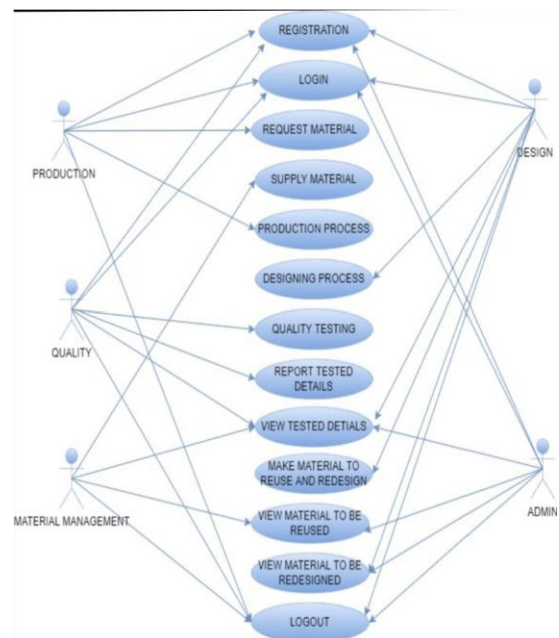 REGISTRATION
LOGIN
REQUEST MATERIAL
PRODUCTION
DESIGN
SUPPLY MATERIAL
PRODUCTION PROCESS
DESIGNING PROCESS
QUALITY TESTING
QUALITY
REPORT TESTED
DETAILS
VIEW TESTED DETIALS
MAKE MATERIAL TO
REUSE AND REDESIGN
MATERIAL MANAGEMENT
ADMIN
VIEW MATERIAL TO BE
REUSED
VIEW MATERIAL TO BE
REDESIGNED
LOGOUT